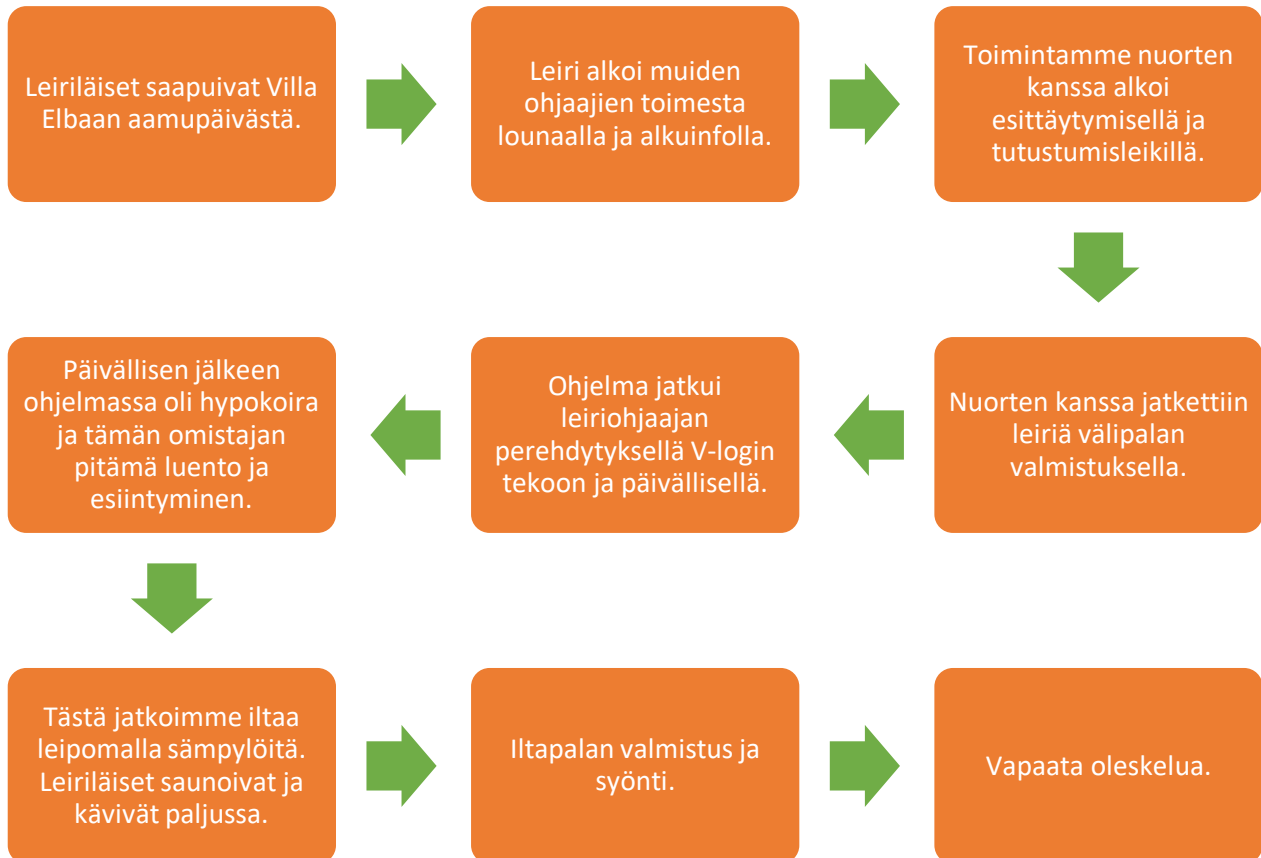 Leiriläiset saapuivat Villa
Elbaan aamupäivästä.
Leiri alkoi muiden
ohjaajien toimesta
lounaalla ja alkuinfolla.
Toimintamme nuorten
kanssa alkoi
esittäytymisellä ja
tutustumisleikillä.
Nuorten kanssa jatkettiin
leiriä välipalan
valmistuksella.
Ohjelma jatkui
leiriohjaajan
perehdytyksellä V-login
tekoon ja päivällisellä.
Päivällisen jälkeen
ohjelmassa oli hypokoira
ja tämän omistajan
pitämä luento ja
esiintyminen.
Tästä jatkoimme iltaa
leipomalla sämpylöitä.
Leiriläiset saunoivat ja
kävivät paljussa.
Iltapalan valmistus ja
syönti.
Vapaata oleskelua.